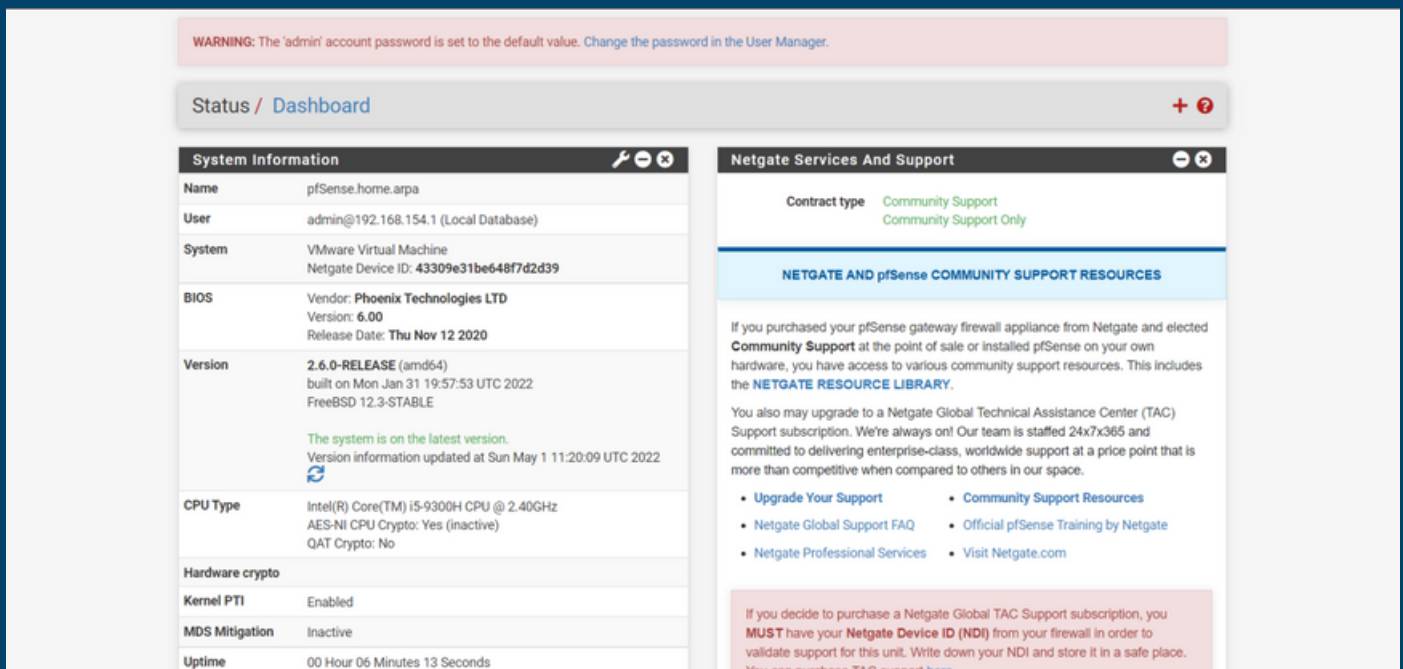 WARNING: The 'admin' account password is set to the default value. Change the password in the User Manager.
Status / Dashboard
System Information
Name pfSense.home.arpa
User admin@192.168.154.1 (Local Database)
System VMware Virtual Machine
Netgate Device ID: 43309e31be648f7d2d39
BIOS Vendor: Phoenix Technologies LTD
Version: 6.00
Release Date: Thu Nov 12 2020
Version 2.6.0-RELEASE (amd64)
built on Mon Jan 31 19:57:53 UTC 2022
FreeBSD 12.3-STABLE
The system is on the latest version.
Version information updated at Sun May 1 11:20:09 UTC 2022
CPU Type Intel(R) Core(TM) i5-9300H CPU @ 2.40GHz
AES-NI CPU Crypto: Yes (inactive)
QAT Crypto: No
Hardware crypto
Kernel PTI Enabled
MDS Mitigation Inactive
Uptime 00 Hour 06 Minutes 13 Seconds
Netgate Services And Support
Contract type Community Support
Community Support Only
NETGATE AND pfSense COMMUNITY SUPPORT RESOURCES
If you purchased your pfSense gateway firewall appliance from Netgate and elected
Community Support at the point of sale or installed pfSense on your own
hardware, you have access to various community support resources. This includes
the NETGATE RESOURCE LIBRARY.
You also may upgrade to a Netgate Global Technical Assistance Center (TAC)
Support subscription. We're always on! Our team is staffed 24x7x365 and
committed to delivering enterprise-class, worldwide support at a price point that is
more than competitive when compared to others in our space.
Upgrade Your Support
Community Support Resources
Netgate Global Support FAQ
Official pfSense Training by Netgate
Netgate Professional Services
Visit Netgate.com
If you decide to purchase a Netgate Global TAC Support subscription, you
MUST have your Netgate Device ID (NDI) from your firewall in order to
validate support for this unit. Write down your NDI and store it in a safe place.
You can purchase TAC support here.